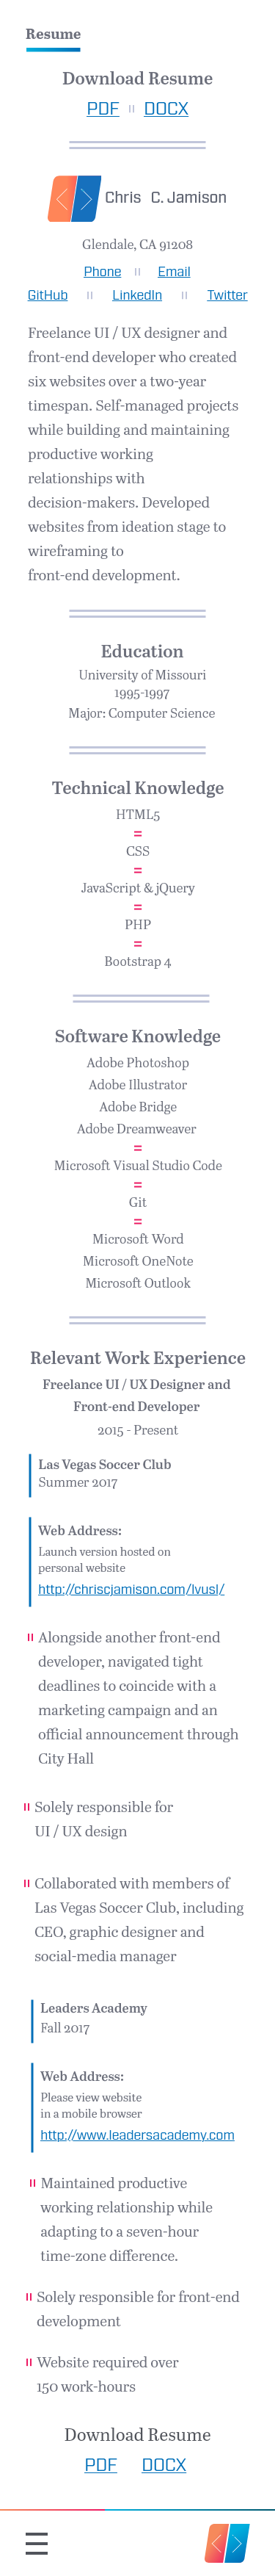 Resume
Download Resume
PDF DOCX
Chris C. Jamison
Glendale, CA 91208
Phone Email
GitHub LinkedIn Twitter
Freelance UI / UX designer and
front-end developer who created
six websites over a two-year
timespan. Self-managed projects
while building and maintaining
productive working
relationships with
decision-makers. Developed
websites from ideation stage to
wireframing to
front-end development.
Education
University of Missouri
1995-1997
Major: Computer Science
Technical Knowledge
HTML5
CSS
JavaScript & jQuery
PHP
Bootstrap 4
Software Knowledge
Adobe Photoshop
Adobe Illustrator
Adobe Bridge
Adobe Dreamweaver
Microsoft Visual Studio Code
Git
Microsoft Word
Microsoft OneNote
Microsoft Outlook
Relevant Work Experience
Freelance UI / UX Designer and
Front-end Developer
2015 - Present
Las Vegas Soccer Club
Summer 2017
Web Address:
Launch version hosted on
personal website
http://chriscjamison.com/lvusl/
Alongside another front-end
developer, navigated tight
deadlines to coincide with a
marketing campaign and an
official announcement through
City Hall
Solely responsible for
UI / UX design
Collaborated with members of
Las Vegas Soccer Club, including
CEO, graphic designer and
social-media manager
Leaders Academy
Fall 2017
Web Address:
Please view website
in a mobile browser
http://www.leadersacademy.com
Maintained productive
working relationship while
adapting to a seven-hour
time-zone difference.
Solely responsible for front-end
development
Website required over
150 work-hours
Download Resume
PDF DOCX